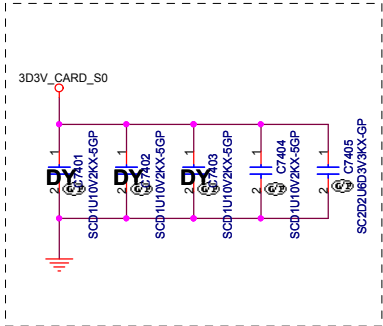 3D3V_CARD_S0
1
2
DY
C7401
SCD1U10V2KX-5GP
1
2
DY
C7402
SCD1U10V2KX-5GP
1
2
DY
C7403
SCD1U10V2KX-5GP
1
2
C7404
SCD1U10V2KX-5GP
1
2
C7405
SC2D2U6D3V3KX-GP